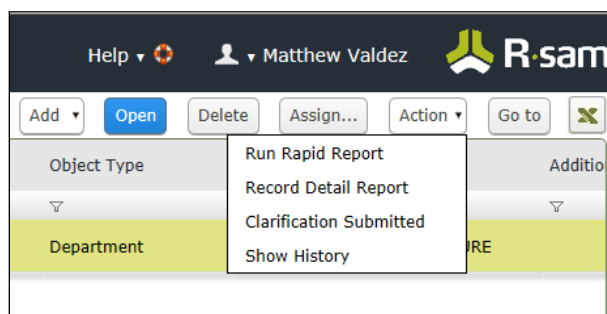 Help Matthew Valdez R·sam
Add Open Delete Assign... Action Go to
Run Rapid Report
Object Type Additio
Record Detail Report
Clarification Submitted
Department URE
Show History